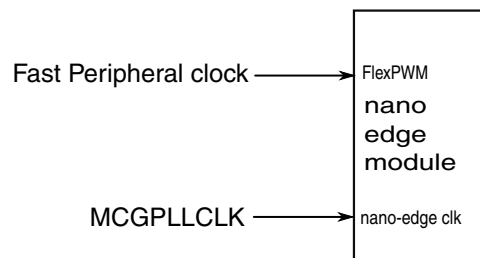 Fast Peripheral clock
FlexPWM
nano
edge
module
MCGPLLCLK
nano-edge clk